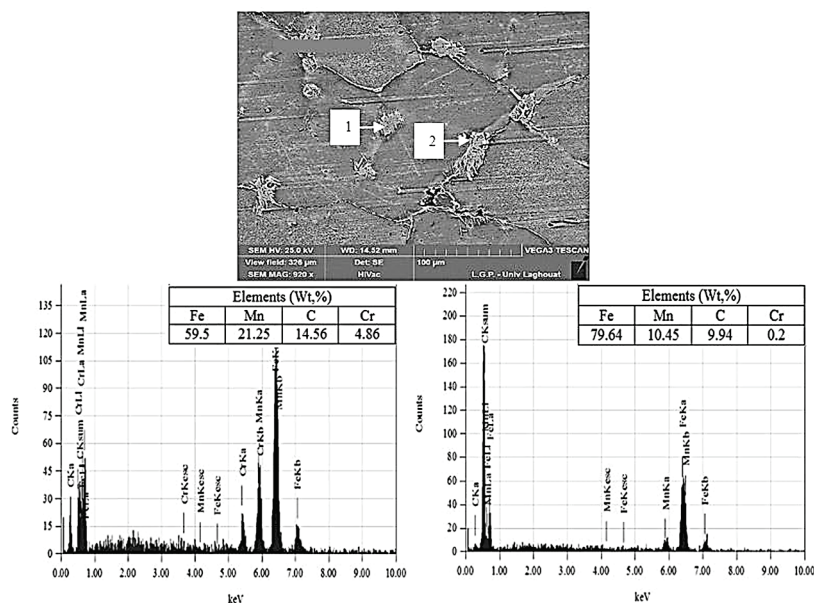 1
2
SEM HV: 25.0 kV WD: 14.52 mm VEGA3 TESCAN
View field: 326 µm Det: SE 100 µm
SEM MAG: 920 x HiVac L.G.P. - Univ Laghouat
Elements (Wt,%)
Fe Mn C Cr
59.5 21.25 14.56 4.86
Counts
135
120
105
90
75
60
45
30
15
0
CKa
CKsum
CrLl
CrLa
MnLl
MnLa
FeLa
CrKesc
MnKesc
FeKesc
CrKa
CrKb
MnKa
MnKb
FeKb
0.00 1.00 2.00 3.00 4.00 5.00 6.00 7.00 8.00 9.00 10.00
keV
Elements (Wt,%)
Fe Mn C Cr
79.64 10.45 9.94 0.2
Counts
220
200
180
160
140
120
100
80
60
40
20
0
CKa
CKsum
MnLl
MnLa
FeLl
FeLa
MnKesc
FeKesc
MnKa
MnKb
FeKa
FeKb
0.00 1.00 2.00 3.00 4.00 5.00 6.00 7.00 8.00 9.00 10.00
keV